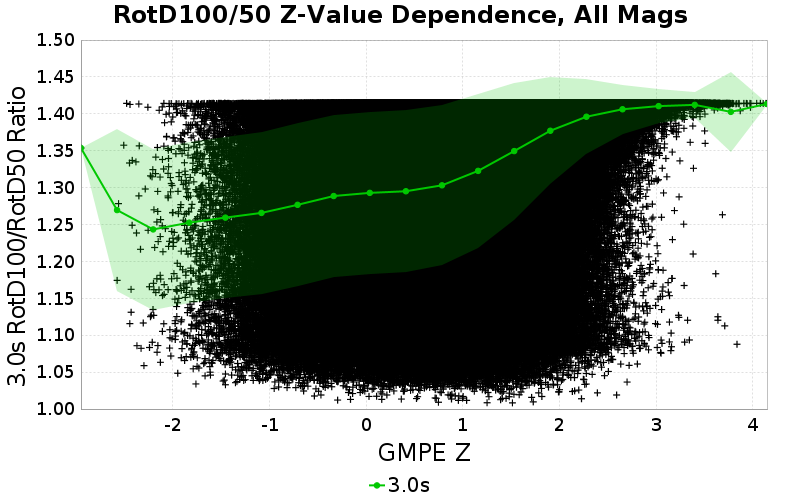 RotD100/50 Z-Value Dependence, All Mags
3.0s RotD100/RotD50 Ratio
1.50
1.45
1.40
1.35
1.30
1.25
1.20
1.15
1.10
1.05
1.00
-2 -1 0 1 2 3 4
GMPE Z
3.0s